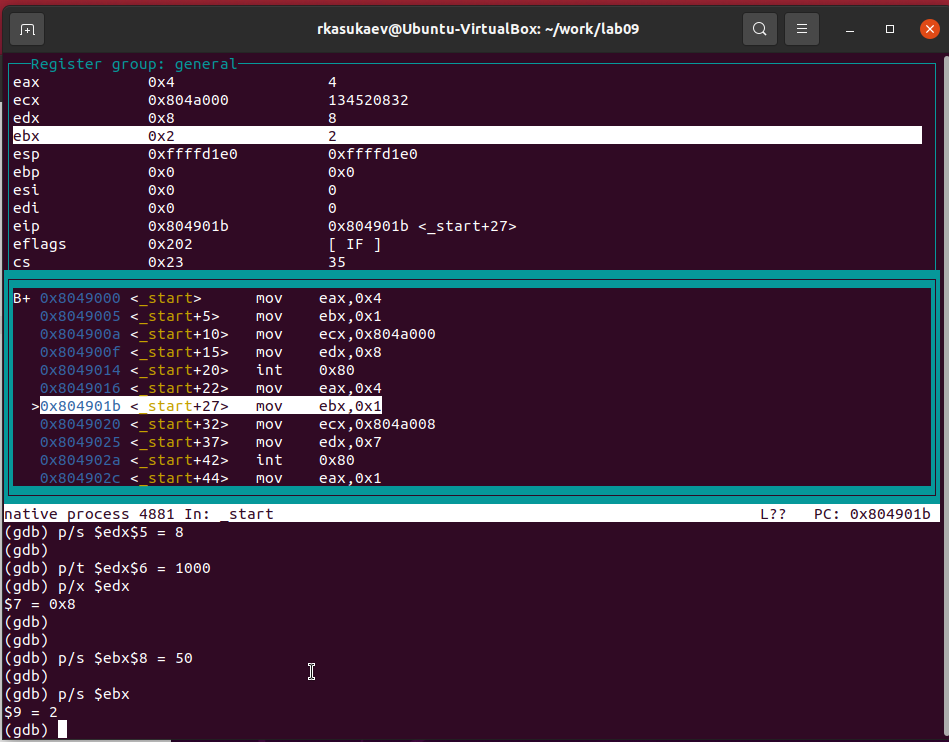 rkasukaev@Ubuntu-VirtualBox: ~/work/lab09
Register group: general
eax 0x4 4
ecx 0x804a000 134520832
edx 0x8 8
ebx 0x2 2
esp 0xffffd1e0 0xffffd1e0
ebp 0x0 0x0
esi 0x0 0
edi 0x0 0
eip 0x804901b 0x804901b <_start+27>
eflags 0x202 [ IF ]
cs 0x23 35
B+ 0x8049000 <_start> mov eax,0x4
0x8049005 <_start+5> mov ebx,0x1
0x804900a <_start+10> mov ecx,0x804a000
0x804900f <_start+15> mov edx,0x8
0x8049014 <_start+20> int 0x80
0x8049016 <_start+22> mov eax,0x4
>0x804901b <_start+27> mov ebx,0x1
0x8049020 <_start+32> mov ecx,0x804a008
0x8049025 <_start+37> mov edx,0x7
0x804902a <_start+42> int 0x80
0x804902c <_start+44> mov eax,0x1
native process 4881 In: _start L?? PC: 0x804901b
(gdb) p/s $edx$5 = 8
(gdb)
(gdb) p/t $edx$6 = 1000
(gdb) p/x $edx
$7 = 0x8
(gdb)
(gdb)
(gdb) p/s $ebx$8 = 50
(gdb)
(gdb) p/s $ebx
$9 = 2
(gdb)